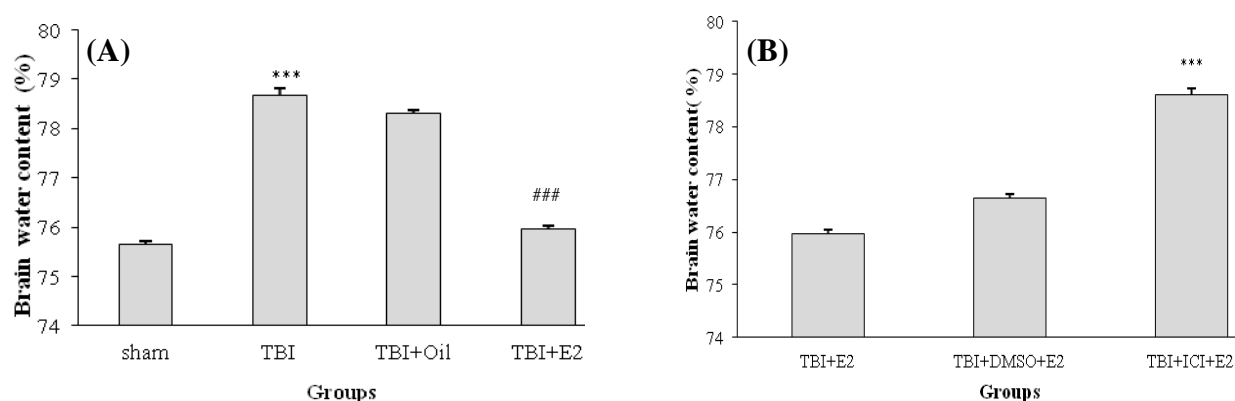 (A)
Brain water content (%)
80
79
78
77
76
75
74
***
###
sham TBI TBI+Oil TBI+E2
Groups
(B)
Brain water content( %)
80
79
78
77
76
75
74
***
TBI+E2 TBI+DMSO+E2 TBI+ICI+E2
Groups